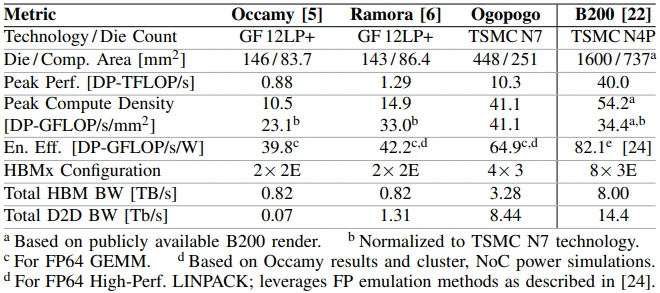 Metric Occamy [5] Ramora [6] Ogopogo B200 [22]
Technology / Die Count GF 12LP+ GF 12LP+ TSMC N7 TSMC N4P
Die / Comp. Area [mm²] 146 / 83.7 143 / 86.4 448 / 251 1600 / 737ᵃ
Peak Perf. [DP-TFLOP/s] 0.88 1.29 10.3 40.0
Peak Compute Density 10.5 14.9 41.1 54.2ᵃ
[DP-GFLOP/s/mm²] 23.1ᵇ 33.0ᵇ 41.1 34.4ᵃ,ᵇ
En. Eff. [DP-GFLOP/s/W] 39.8ᶜ 42.2ᶜ,ᵈ 64.9ᶜ,ᵈ 82.1ᵉ [24]
HBMx Configuration 2× 2E 2× 2E 4× 3 8× 3E
Total HBM BW [TB/s] 0.82 0.82 3.28 8.00
Total D2D BW [Tb/s] 0.07 1.31 8.44 14.4
ᵃ Based on publicly available B200 render. ᵇ Normalized to TSMC N7 technology.
ᶜ For FP64 GEMM. ᵈ Based on Occamy results and cluster, NoC power simulations.
ᵈ For FP64 High-Perf. LINPACK; leverages FP emulation methods as described in [24].